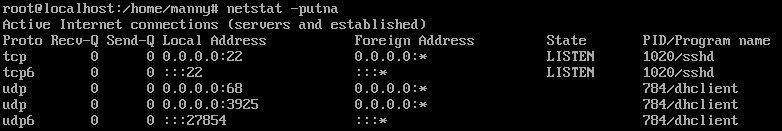 root@localhost:/home/manny# netstat -putna
Active Internet connections (servers and established)
Proto Recv-Q Send-Q Local Address           Foreign Address         State       PID/Program name
tcp        0      0 0.0.0.0:22              0.0.0.0:*               LISTEN      1020/sshd
tcp6       0      0 :::22                   :::*                    LISTEN      1020/sshd
udp        0      0 0.0.0.0:68              0.0.0.0:*                           784/dhclient
udp        0      0 0.0.0.0:3925            0.0.0.0:*                           784/dhclient
udp6       0      0 :::27854                :::*                                784/dhclient